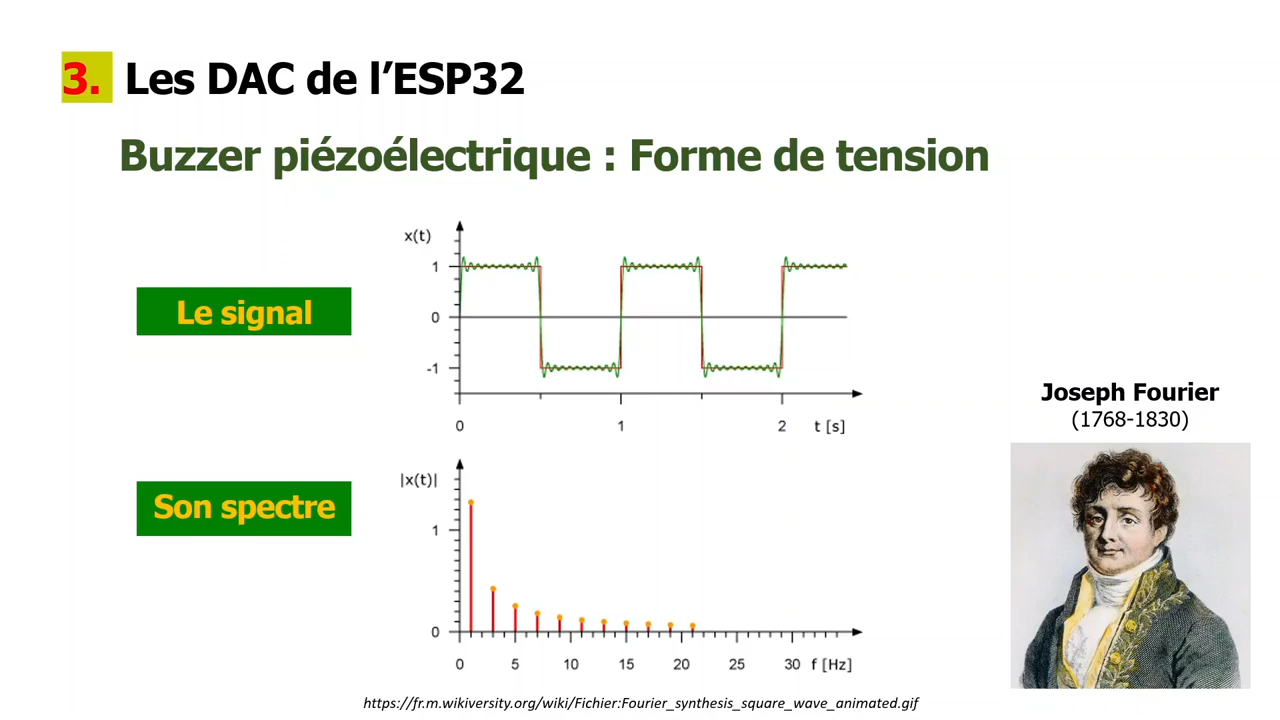 3. Les DAC de l’ESP32
Buzzer piézoélectrique : Forme de tension
x(t)
1
0
-1
0 1 2 t [s]
Le signal
Joseph Fourier
(1768-1830)
|x(t)|
1
0
0 5 10 15 20 25 30 f [Hz]
Son spectre
https://fr.m.wikiversity.org/wiki/Fichier:Fourier_synthesis_square_wave_animated.gif